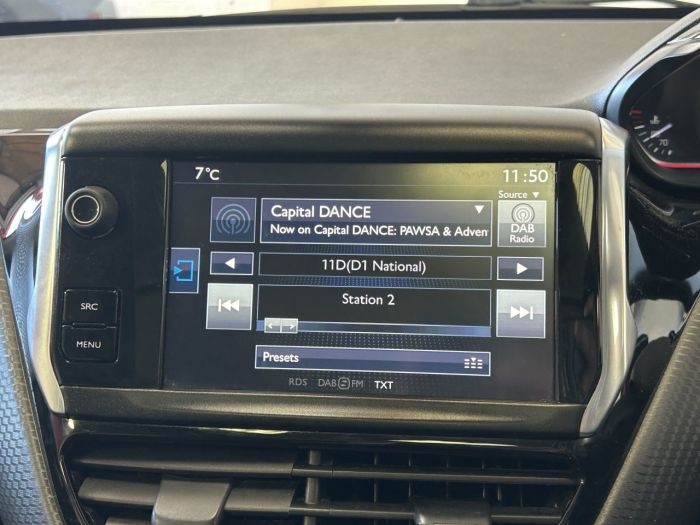 7°C
11:50
Source ▼
Capital DANCE
Now on Capital DANCE: PAWSA & Adven
DAB
Radio
11D(D1 National)
Station 2
SRC
MENU
Presets
RDS DAB FM TXT
70